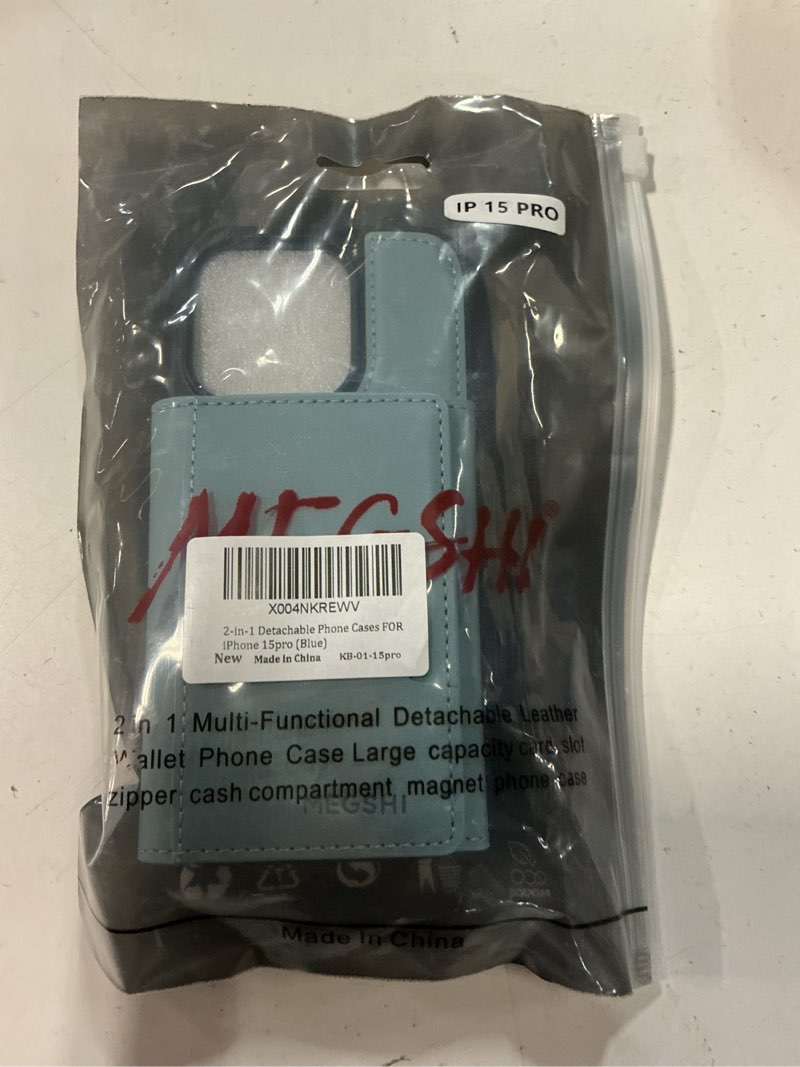 IP 15 PRO
MEGSHI®
X004NKREWV
2-in-1 Detachable Phone Cases FOR
iPhone 15pro (Blue)
New Made in China KB-01-15pro
2 in 1 Multi-Functional Detachable Leather
Wallet Phone Case Large capacity card slot
zipper cash compartment magnet phone case
MEGSHI
Made In China